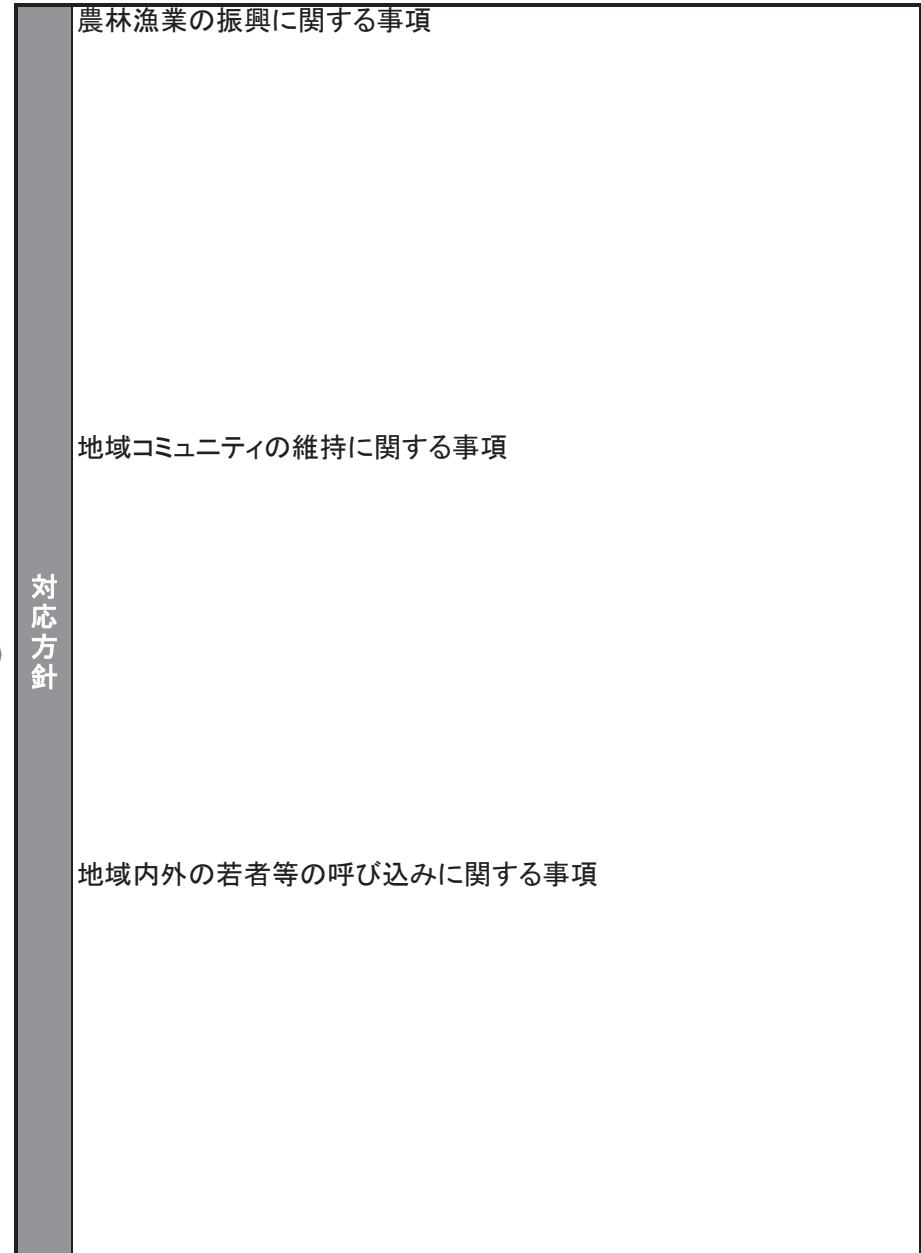 対応方針
農林漁業の振興に関する事項
地域コミュニティの維持に関する事項
地域内外の若者等の呼び込みに関する事項